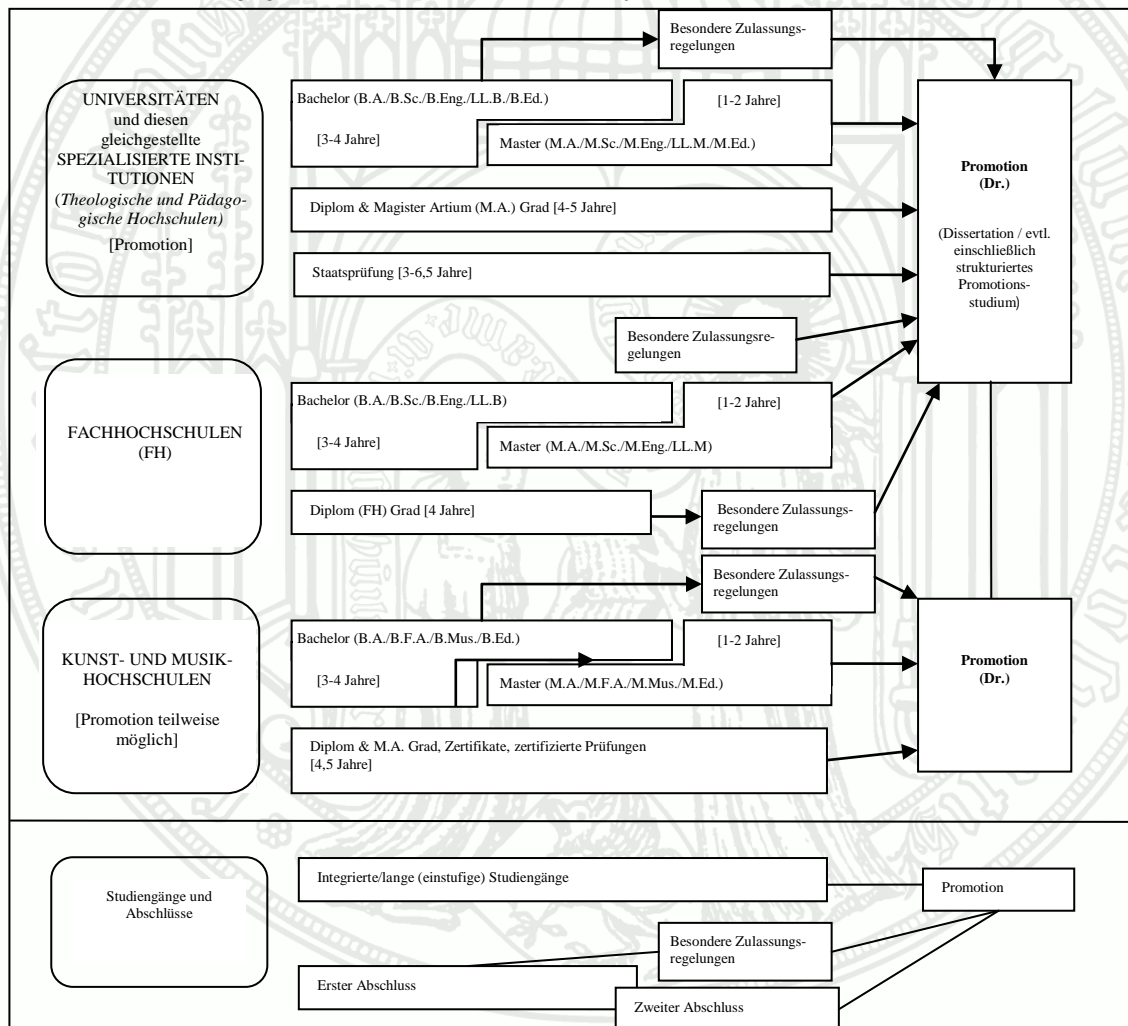 Besondere Zulassungs-
regelungen
UNIVERSITÄTEN
und diesen
gleichgestellte
SPEZIALISIERTE INSTI-
TUTIONEN
(Theologische und Pädago-
gische Hochschulen)
[Promotion]
Bachelor (B.A./B.Sc./B.Eng./LL.B./B.Ed.)
[3-4 Jahre]
[1-2 Jahre]
Master (M.A./M.Sc./M.Eng./LL.M./M.Ed.)
Diplom & Magister Artium (M.A.) Grad [4-5 Jahre]
Staatsprüfung [3-6,5 Jahre]
Promotion
(Dr.)
(Dissertation / evtl.
einschließlich
strukturiertes
Promotions-
studium)
Besondere Zulassungsre-
gelungen
FACHHOCHSCHULEN
(FH)
Bachelor (B.A./B.Sc./B.Eng./LL.B)
[3-4 Jahre]
[1-2 Jahre]
Master (M.A./M.Sc./M.Eng./LL.M)
Diplom (FH) Grad [4 Jahre]
Besondere Zulassungs-
regelungen
Besondere Zulassungs-
regelungen
KUNST- UND MUSIK-
HOCHSCHULEN
[Promotion teilweise
möglich]
Bachelor (B.A./B.F.A./B.Mus./B.Ed.)
[3-4 Jahre]
[1-2 Jahre]
Master (M.A./M.F.A./M.Mus./M.Ed.)
Diplom & M.A. Grad, Zertifikate, zertifizierte Prüfungen
[4,5 Jahre]
Promotion
(Dr.)
Studiengänge und
Abschlüsse
Integrierte/lange (einstufige) Studiengänge
Promotion
Besondere Zulassungs-
regelungen
Erster Abschluss
Zweiter Abschluss